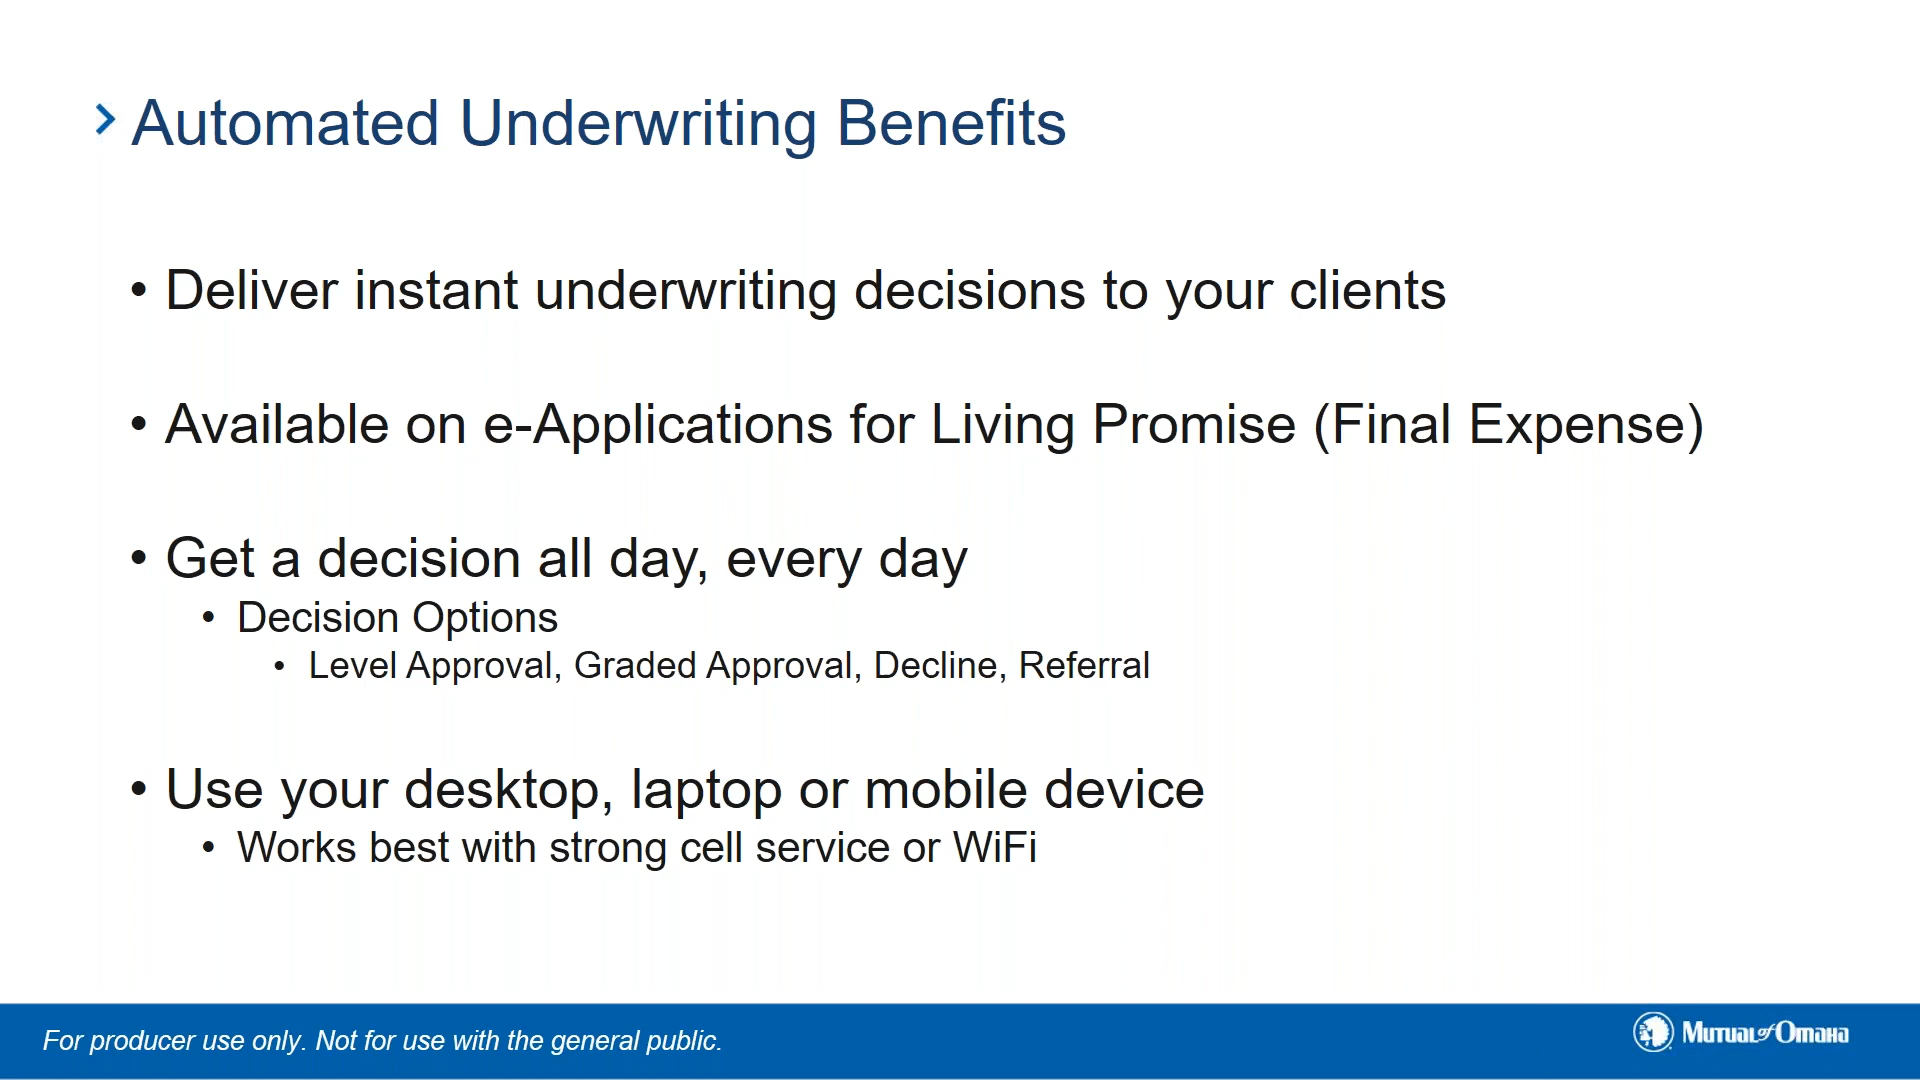 Automated Underwriting Benefits
• Deliver instant underwriting decisions to your clients
• Available on e-Applications for Living Promise (Final Expense)
• Get a decision all day, every day
• Decision Options
• Level Approval, Graded Approval, Decline, Referral
• Use your desktop, laptop or mobile device
• Works best with strong cell service or WiFi
For producer use only. Not for use with the general public.
Mutual of Omaha